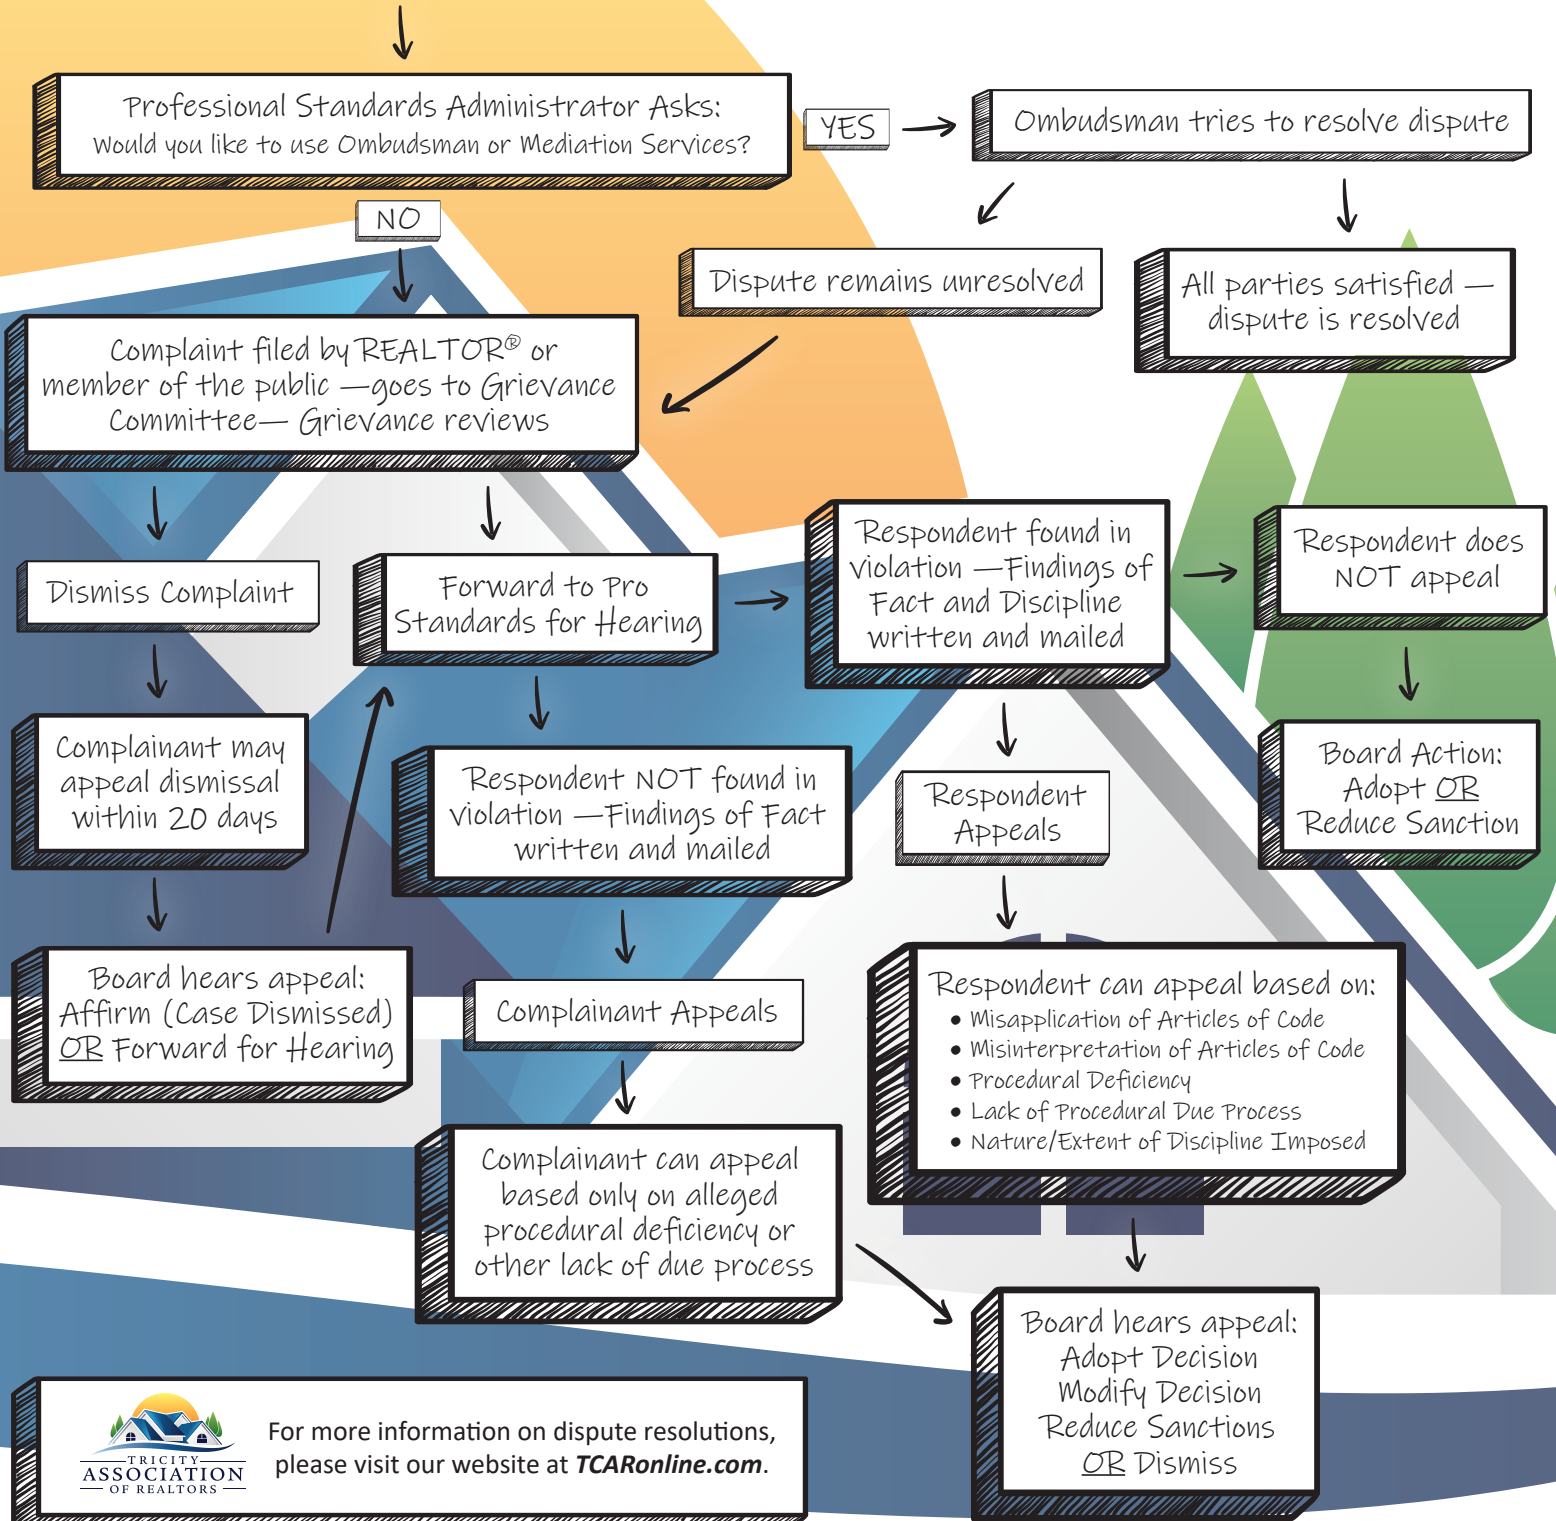 Professional Standards Administrator Asks:
Would you like to use Ombudsman or Mediation Services?
YES
Ombudsman tries to resolve dispute
NO
Dispute remains unresolved
All parties satisfied —
dispute is resolved
Complaint filed by REALTOR® or
member of the public —goes to Grievance
Committee— Grievance reviews
Dismiss Complaint
Forward to Pro
Standards for Hearing
Respondent found in
violation —Findings of
Fact and Discipline
written and mailed
Respondent does
NOT appeal
Complainant may
appeal dismissal
within 20 days
Respondent NOT found in
violation —Findings of Fact
written and mailed
Respondent
Appeals
Board Action:
Adopt OR
Reduce Sanction
Board hears appeal:
Affirm (Case Dismissed)
OR Forward for Hearing
Complainant Appeals
Respondent can appeal based on:
• Misapplication of Articles of Code
• Misinterpretation of Articles of Code
• Procedural Deficiency
• Lack of Procedural Due Process
• Nature/Extent of Discipline Imposed
Complainant can appeal
based only on alleged
procedural deficiency or
other lack of due process
Board hears appeal:
Adopt Decision
Modify Decision
Reduce Sanctions
OR Dismiss
TRICITY
ASSOCIATION
OF REALTORS
For more information on dispute resolutions,
please visit our website at TCARonline.com.